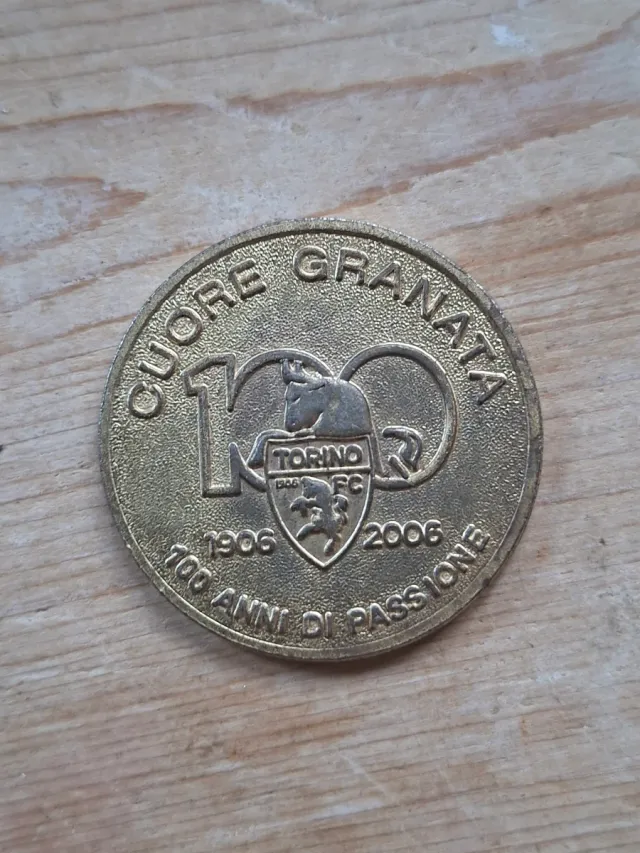 CUORE GRANATA
100
TORINO
1906 FC
1906 2006
100 ANNI DI PASSIONE